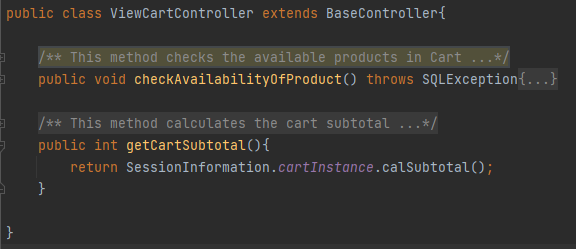 public class ViewCartController extends BaseController{
/** This method checks the available products in Cart ...*/
public void checkAvailabilityOfProduct() throws SQLException{...}
/** This method calculates the cart subtotal ...*/
public int getCartSubtotal(){
return SessionInformation.cartInstance.calSubtotal();
}
}